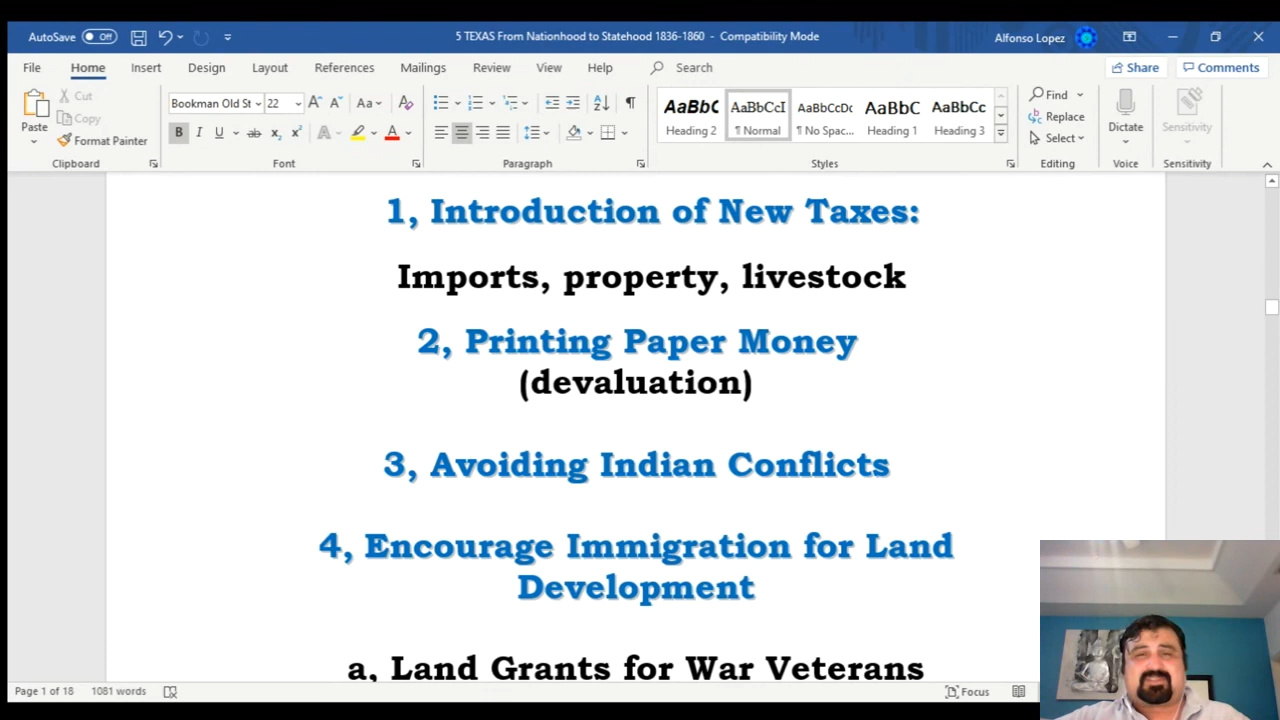 AutoSave Off 5 TEXAS From Nationhood to Statehood 1836-1860 - Compatibility Mode Alfonso Lopez
File Home Insert Design Layout References Mailings Review View Help Search Share Comments
Paste Cut Copy Format Painter Clipboard
Bookman Old St 22 Aa Font
Paragraph
AaBbC Heading 2 AaBbCcI ¶ Normal AaBbCcDc ¶ No Spac... AaBbC Heading 1 AaBbCc Heading 3 Styles
Find Replace Select Editing
Dictate Voice
Sensitivity Sensitivity
1, Introduction of New Taxes:
Imports, property, livestock
2, Printing Paper Money
(devaluation)
3, Avoiding Indian Conflicts
4, Encourage Immigration for Land
Development
a, Land Grants for War Veterans
Page 1 of 18 1081 words Focus